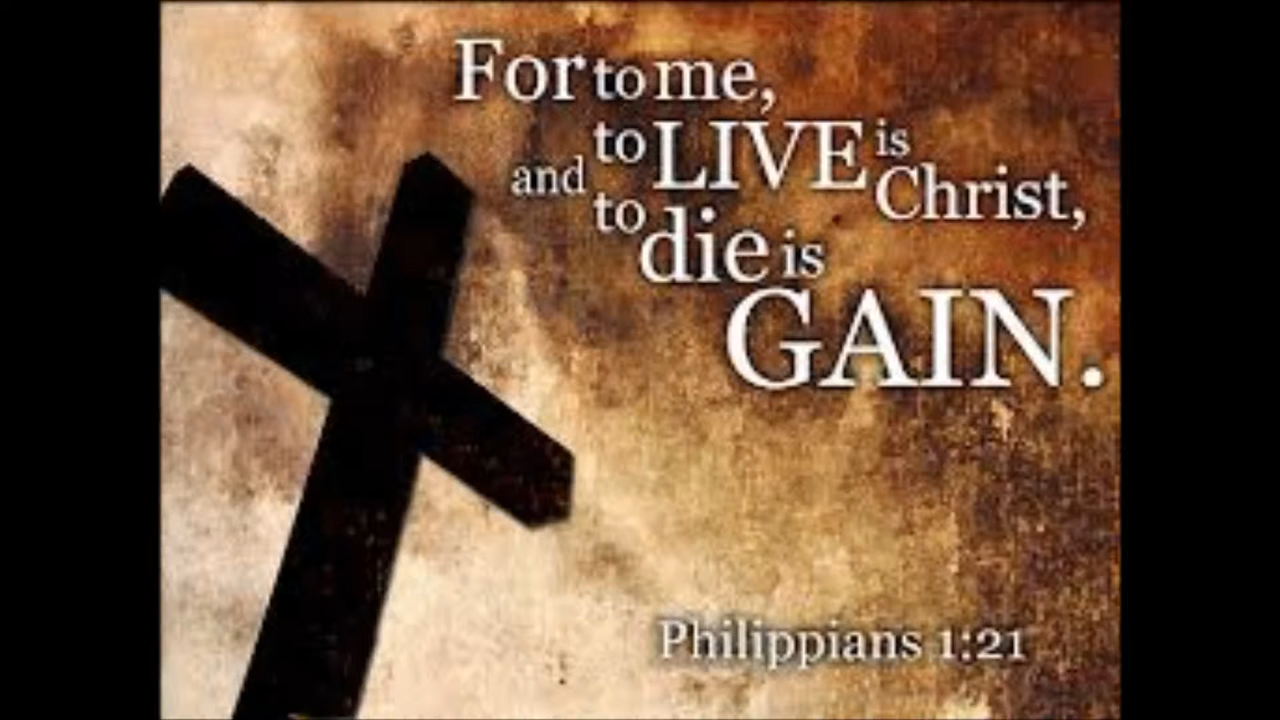 For to me,
to LIVE is Christ,
and to die is
GAIN.
Philippians 1:21